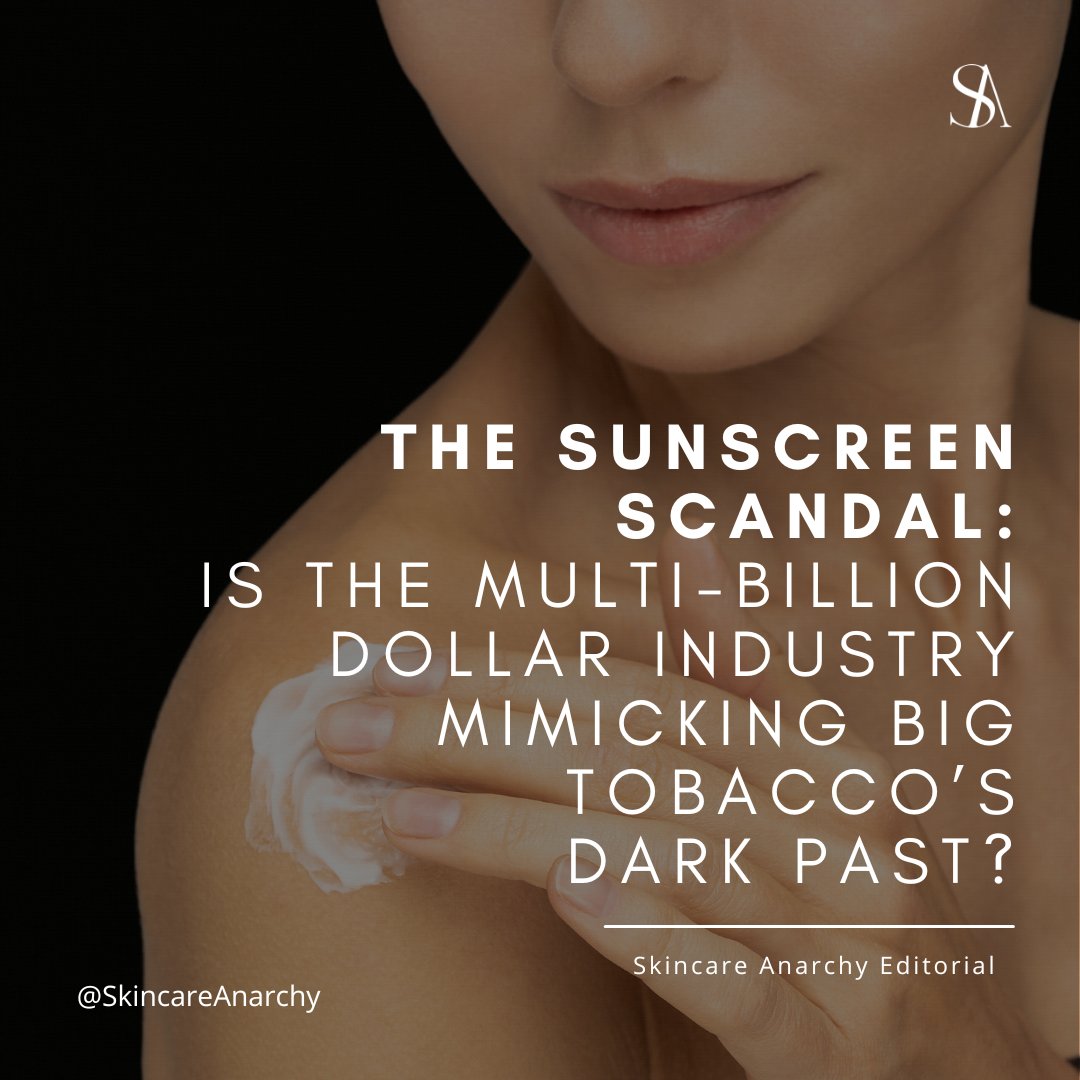 SA
THE SUNSCREEN
SCANDAL:
IS THE MULTI-BILLION
DOLLAR INDUSTRY
MIMICKING BIG
TOBACCO’S
DARK PAST?
Skincare Anarchy Editorial
@SkincareAnarchy